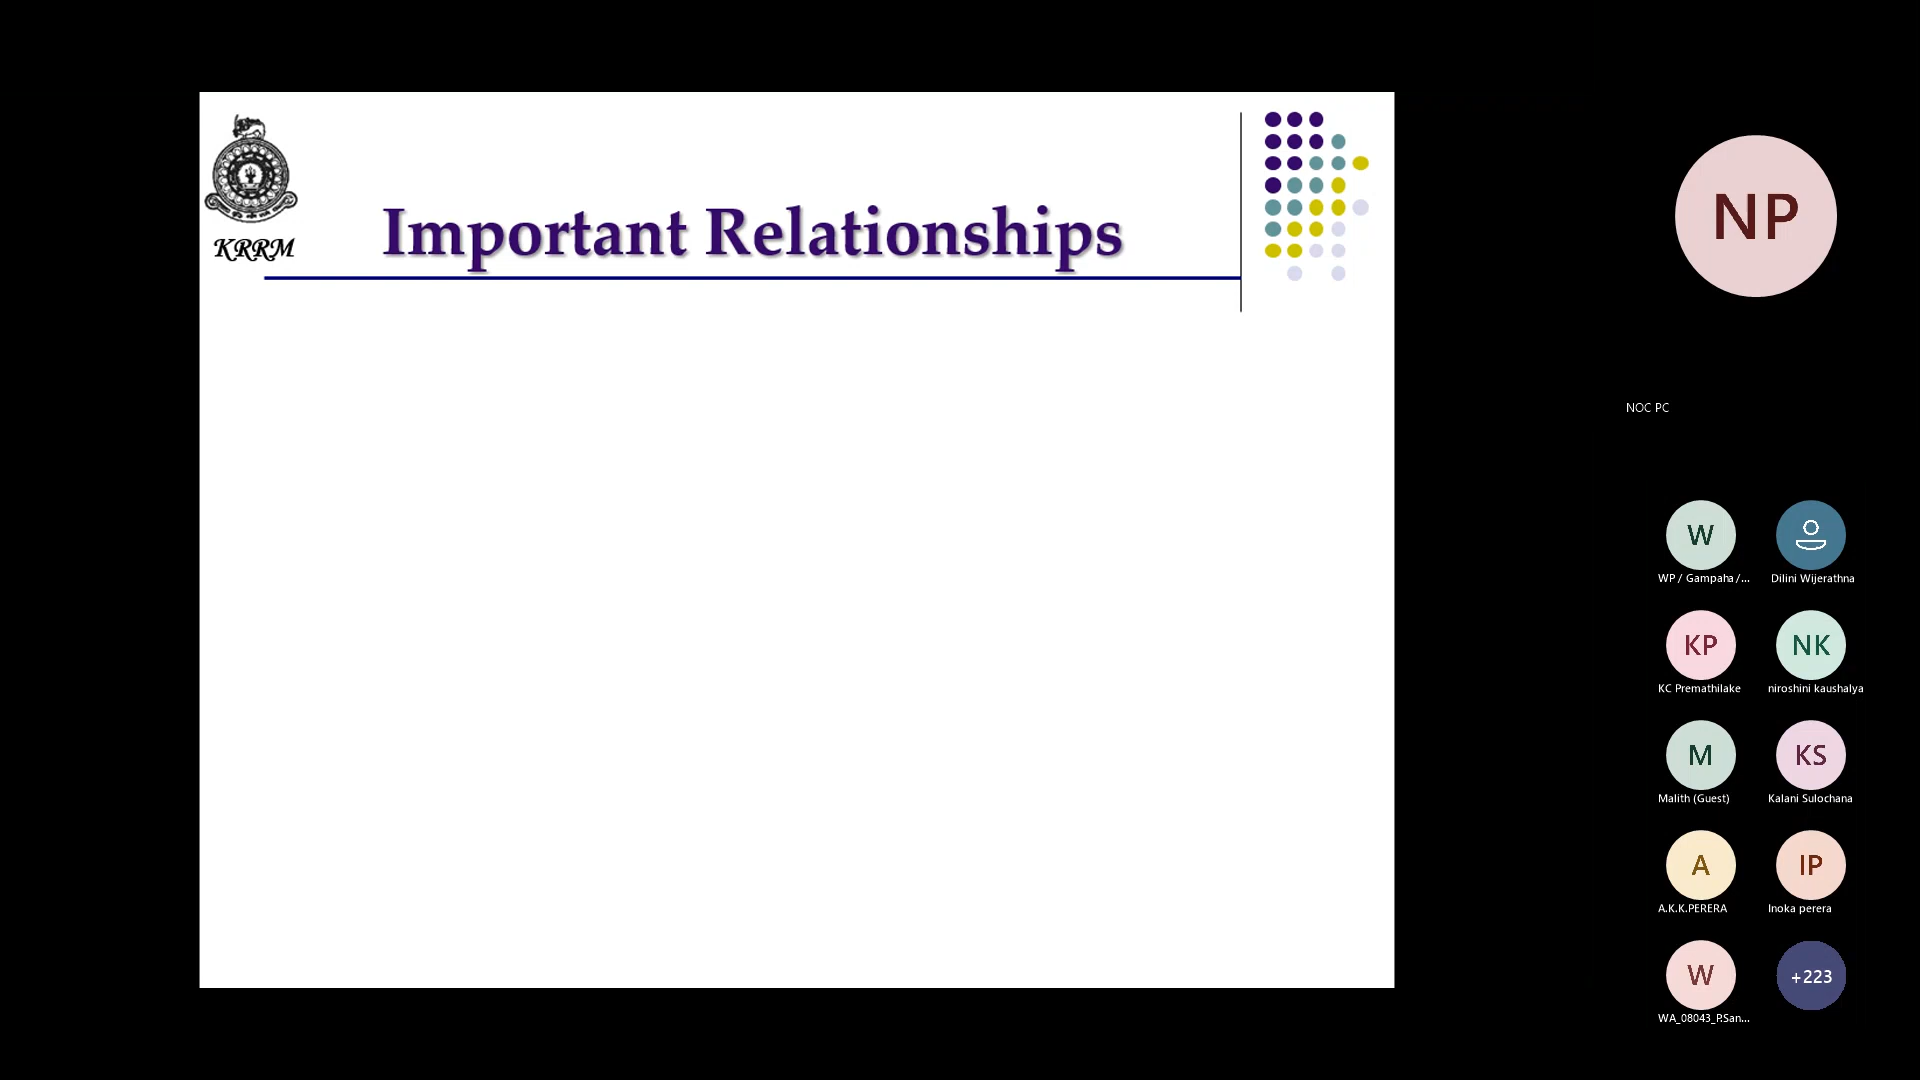 KRRM
Important Relationships
NP
NOC PC
W
WP / Gampaha /...
Dilini Wijerathna
KP
NK
KC Premathilake
niroshini kaushalya
M
KS
Malith (Guest)
Kalani Sulochana
A
IP
A.K.K.PERERA
Inoka perera
W
+223
WA_08043_P.San...